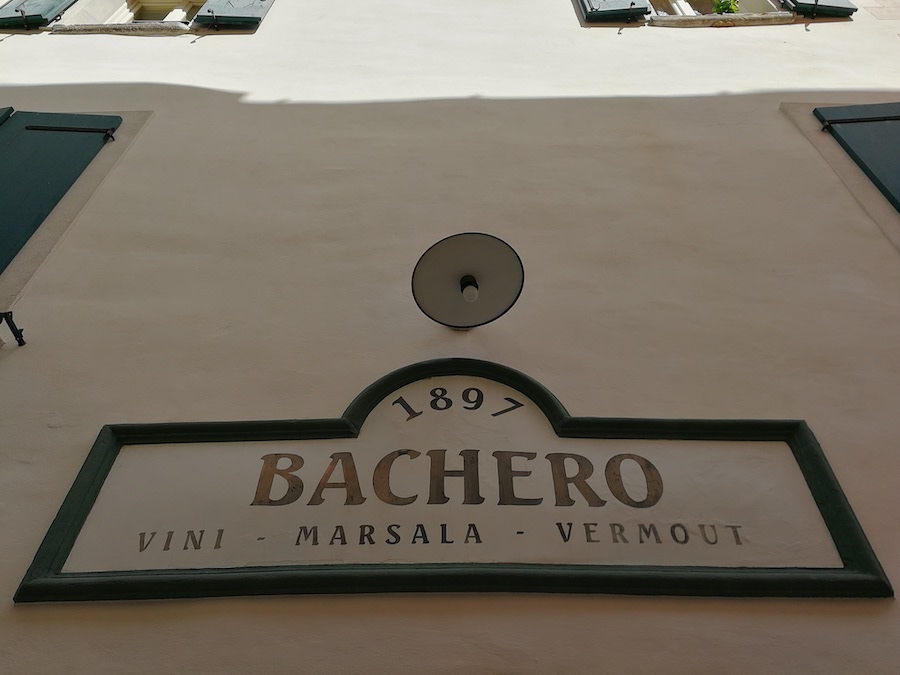 1897
BACHERO
VINI - MARSALA - VERMOUT